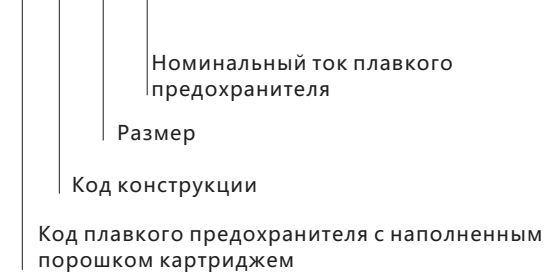 Номинальный ток плавкого
предохранителя
Размер
Код конструкции
Код плавкого предохранителя с наполненным
порошком картриджем